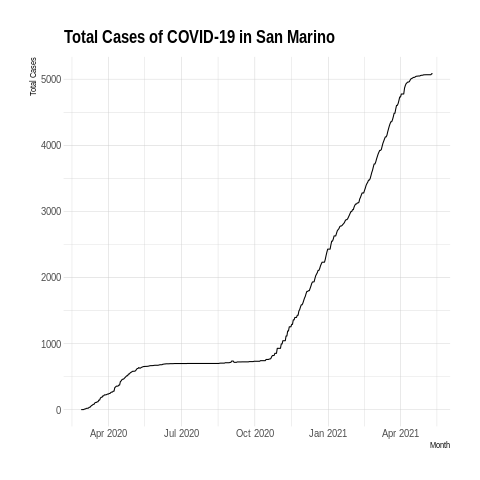 Total Cases of COVID-19 in San Marino
Total Cases
5000
4000
3000
2000
1000
0
Apr 2020 Jul 2020 Oct 2020 Jan 2021 Apr 2021
Month